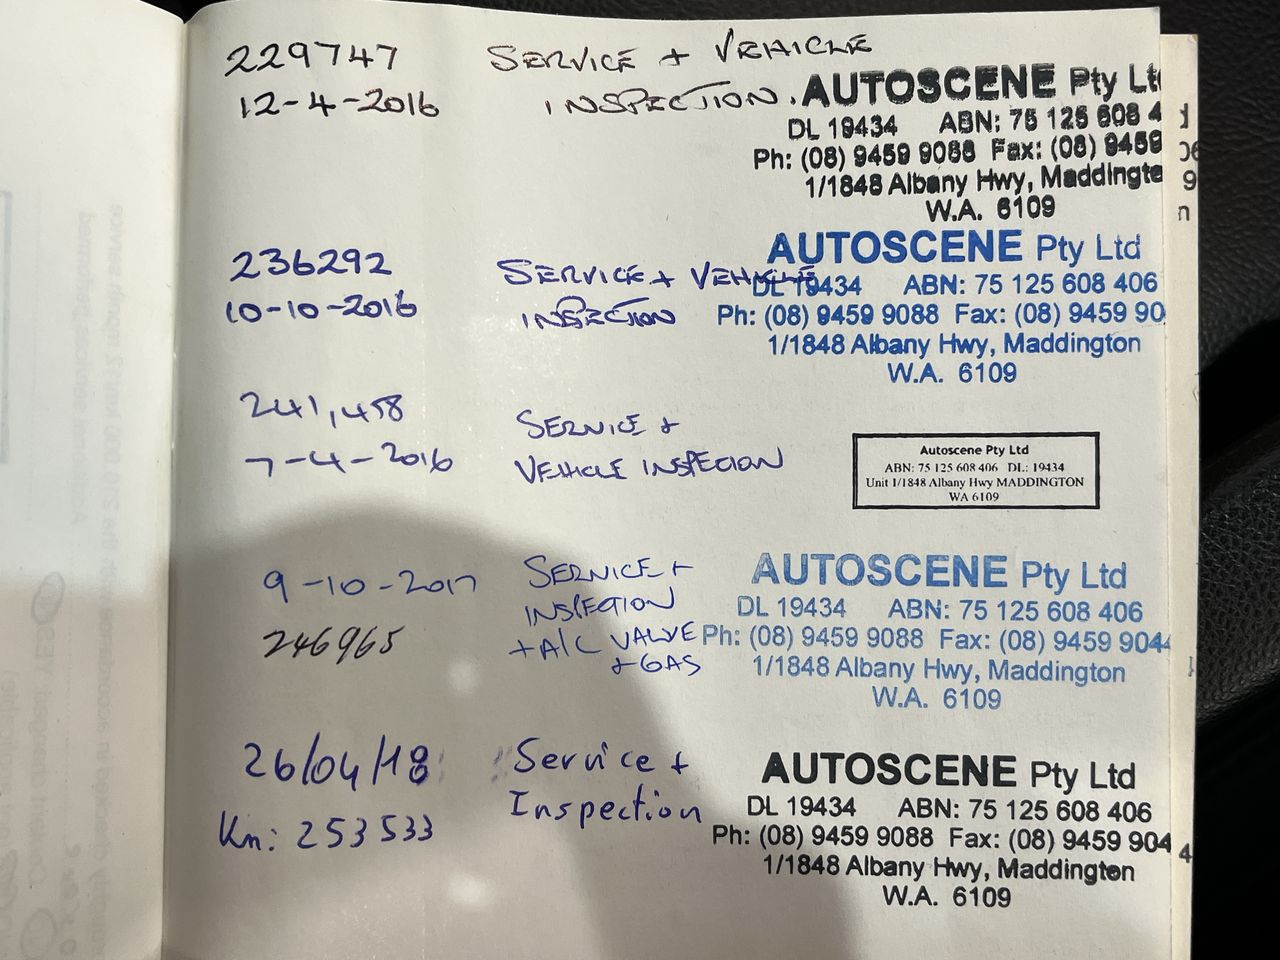 229747 SERVICE + VEHICLE
12-4-2016 INSPECTION.
AUTOSCENE Pty Lt
DL 19434 ABN: 75 125 608 4
Ph: (08) 9459 9088 Fax: (08) 9459
1/1848 Albany Hwy, Maddingto
W.A. 6109
236292 SERVICE + VEHICLE
10-10-2016 INSPECTION
AUTOSCENE Pty Ltd
DL 19434 ABN: 75 125 608 406
Ph: (08) 9459 9088 Fax: (08) 9459 90
1/1848 Albany Hwy, Maddington
W.A. 6109
241,458 SERVICE +
7-4-2016 VEHICLE INSPECION
Autoscene Pty Ltd
ABN: 75 125 608 406 DL: 19434
Unit 1/1848 Albany Hwy MADDINGTON
WA 6109
9-10-2017 SERVICE +
INSPECTION
246965 + A/C VALVE
+ GAS
AUTOSCENE Pty Ltd
DL 19434 ABN: 75 125 608 406
Ph: (08) 9459 9088 Fax: (08) 9459 9044
1/1848 Albany Hwy, Maddington
W.A. 6109
26/04/18 Service +
Km: 253533 Inspection
AUTOSCENE Pty Ltd
DL 19434 ABN: 75 125 608 406
Ph: (08) 9459 9088 Fax: (08) 9459 904
1/1848 Albany Hwy, Maddington
W.A. 6109